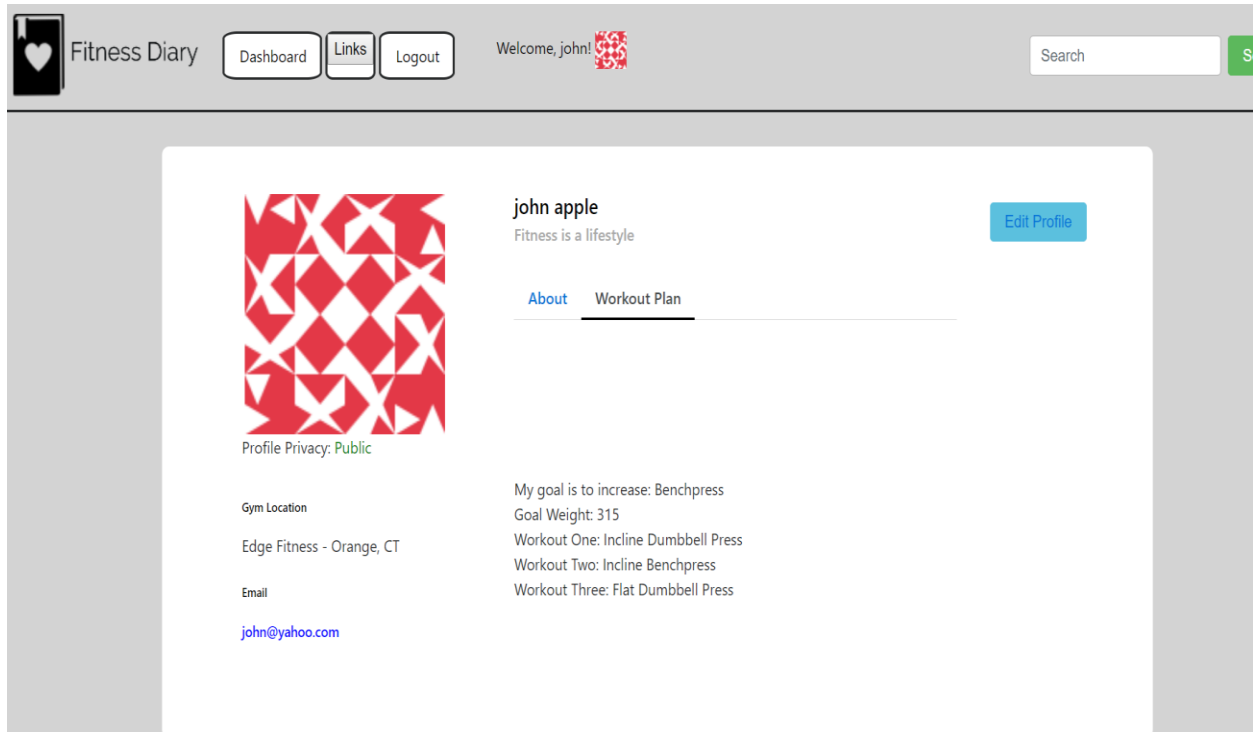 Fitness Diary
Dashboard
Links
Logout
Welcome, john!
Search
john apple
Fitness is a lifestyle
Edit Profile
About
Workout Plan
Profile Privacy: Public
Gym Location
Edge Fitness - Orange, CT
Email
john@yahoo.com
My goal is to increase: Benchpress
Goal Weight: 315
Workout One: Incline Dumbbell Press
Workout Two: Incline Benchpress
Workout Three: Flat Dumbbell Press